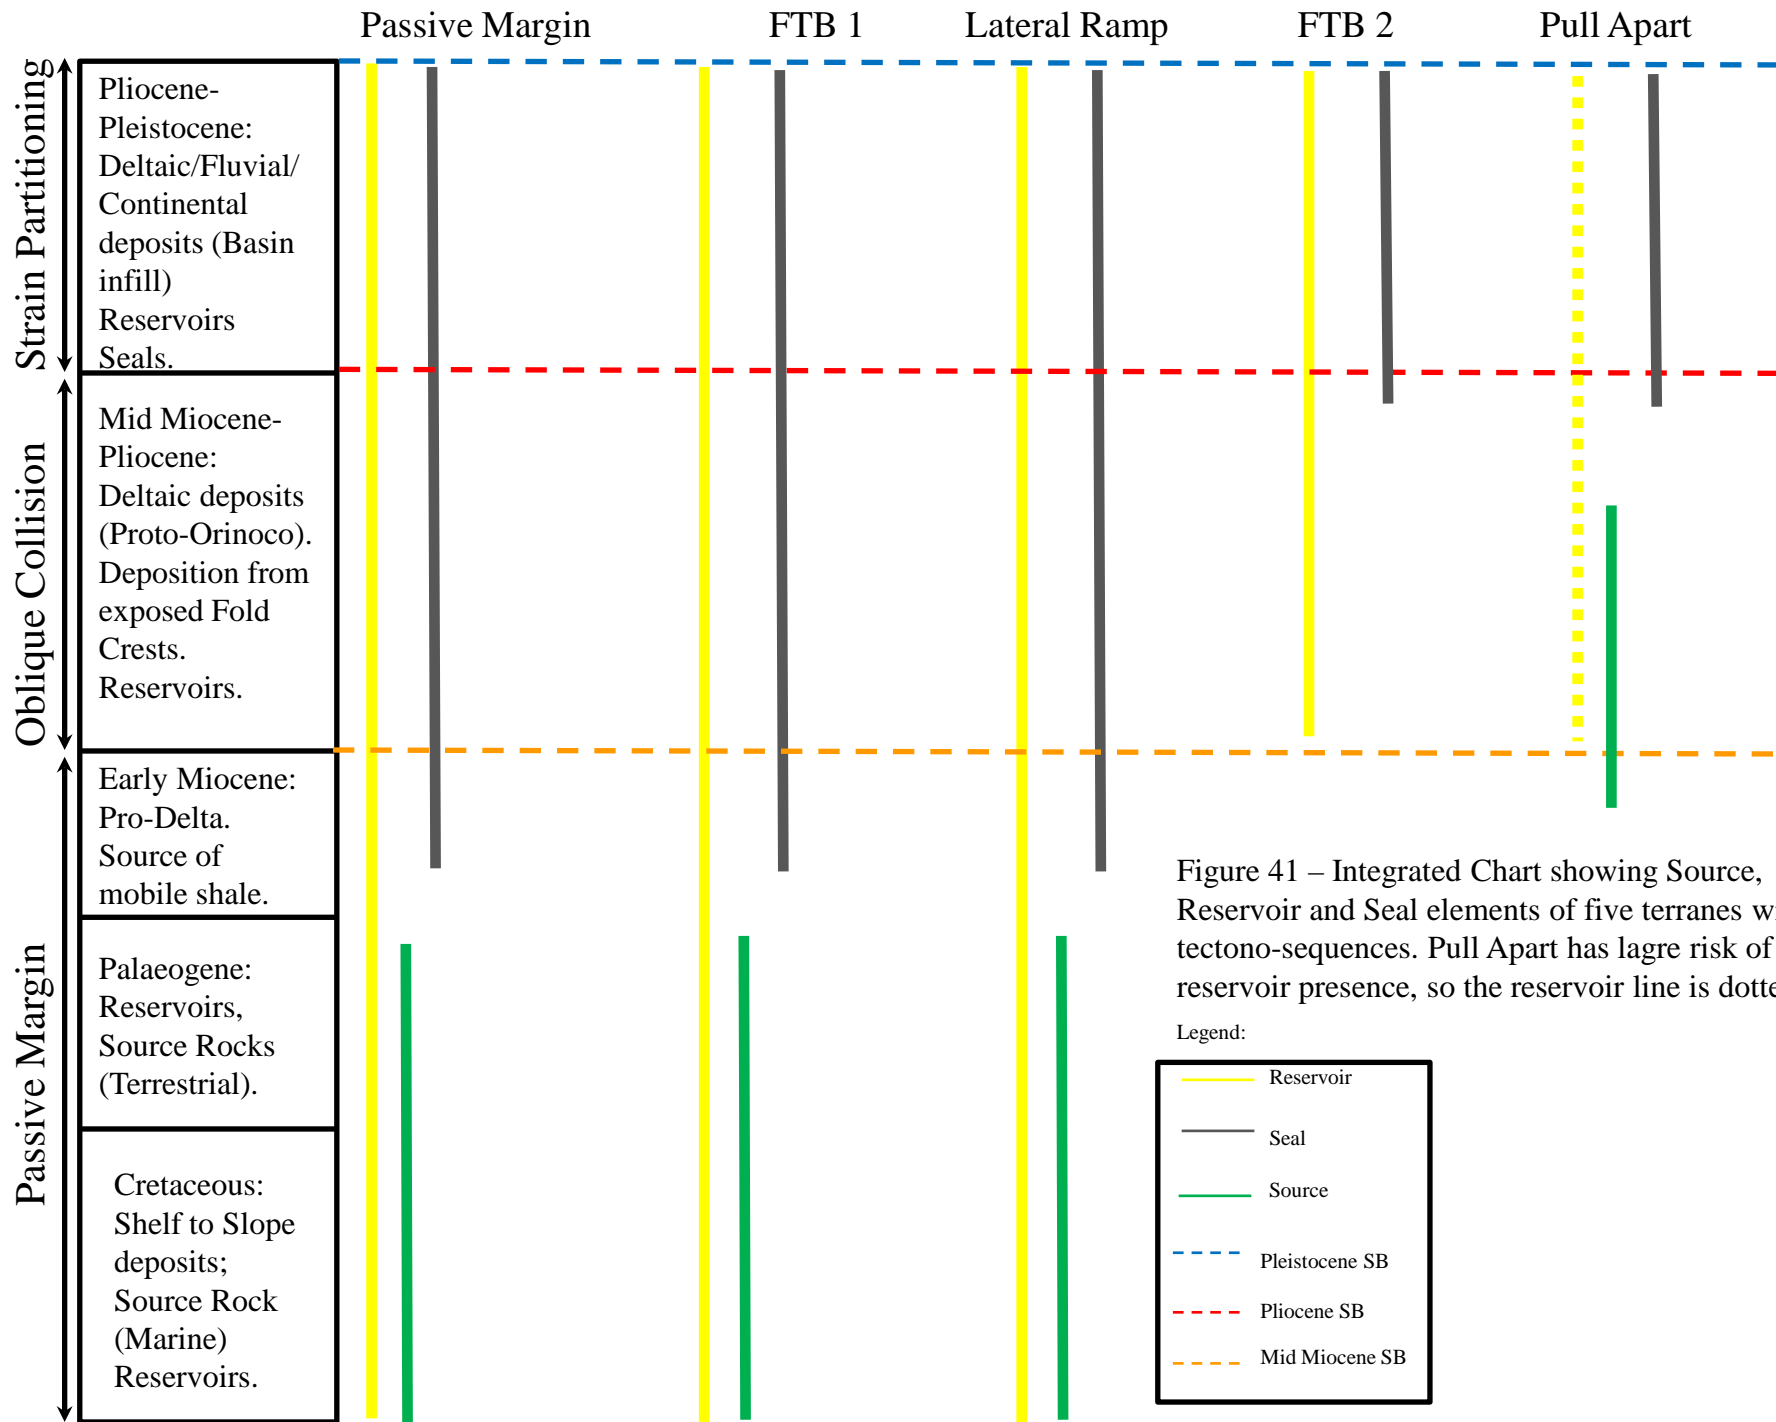 Passive Margin FTB 1 Lateral Ramp FTB 2 Pull Apart
Strain Partitioning
Pliocene-
Pleistocene:
Deltaic/Fluvial/
Continental
deposits (Basin
infill)
Reservoirs
Seals.
Oblique Collision
Mid Miocene-
Pliocene:
Deltaic deposits
(Proto-Orinoco).
Deposition from
exposed Fold
Crests.
Reservoirs.
Passive Margin
Early Miocene:
Pro-Delta.
Source of
mobile shale.
Palaeogene:
Reservoirs,
Source Rocks
(Terrestrial).
Cretaceous:
Shelf to Slope
deposits;
Source Rock
(Marine)
Reservoirs.
Figure 41 – Integrated Chart showing Source,
Reservoir and Seal elements of five terranes
tectono-sequences. Pull Apart has lagre risk of
reservoir presence, so the reservoir line is
Legend:
Reservoir
Seal
Source
Pleistocene SB
Pliocene SB
Mid Miocene SB